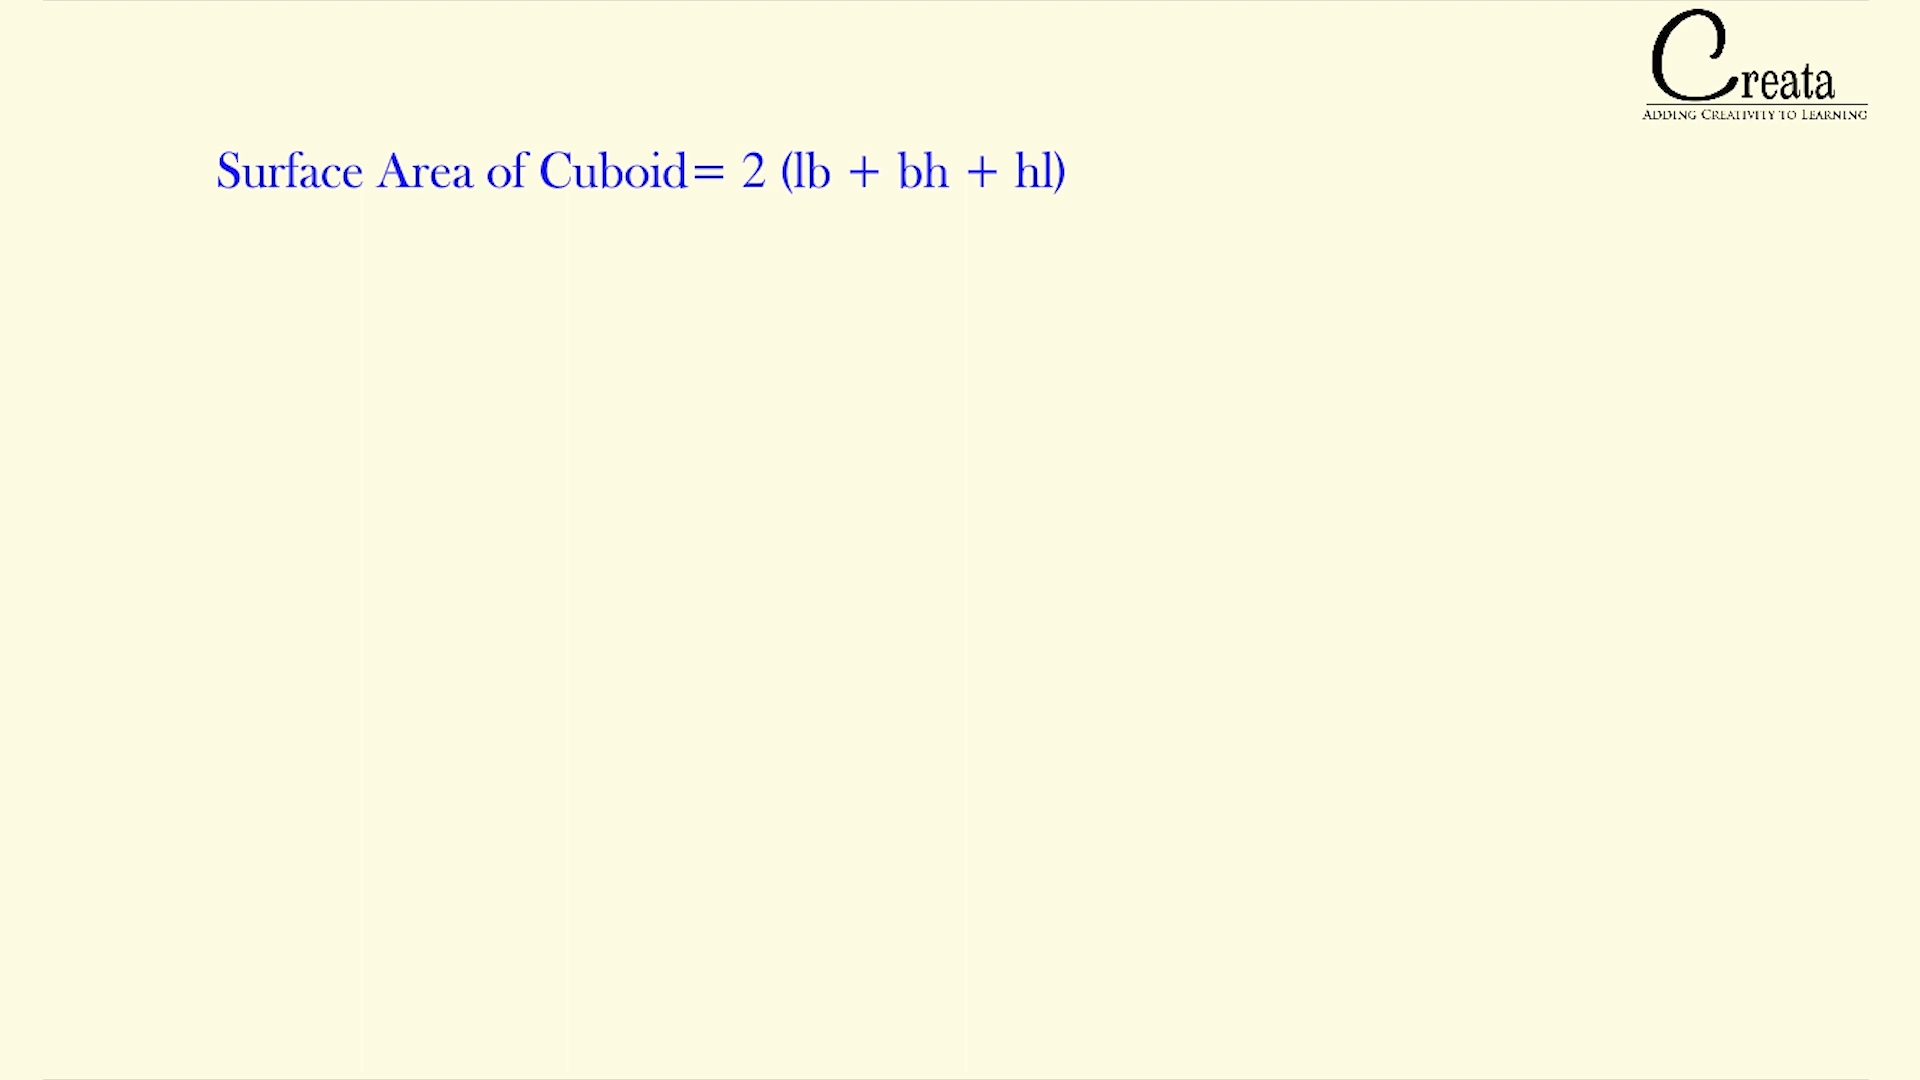 Creata
ADDING CREATIVITY TO LEARNING
Surface Area of Cuboid= 2 (lb + bh + hl)